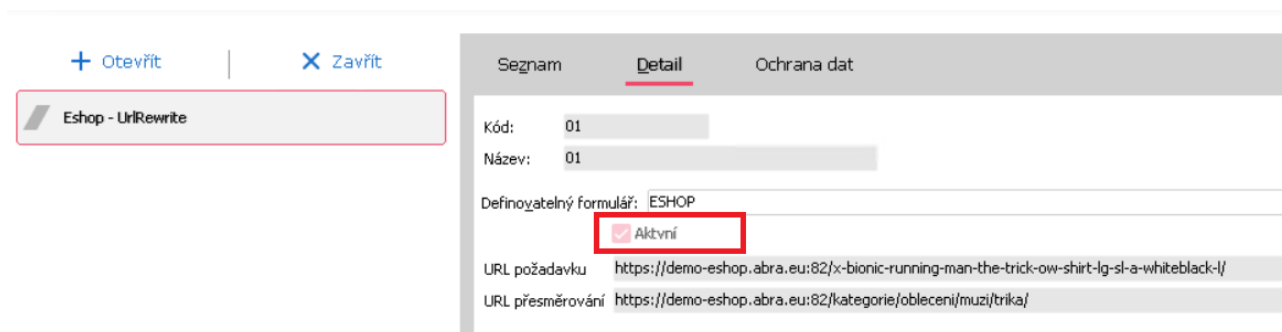 Otevřít
Zavřít
Eshop - UrlRewrite
Seznam
Detail
Ochrana dat
Kód: 01
Název: 01
Definovatelný formulář: ESHOP
Aktvní
URL požadavku https://demo-eshop.abra.eu:82/x-bionic-running-man-the-trick-ow-shirt-lg-sl-a-whiteblack-l/
URL přesměrování https://demo-eshop.abra.eu:82/kategorie/obleceni/muzi/trika/